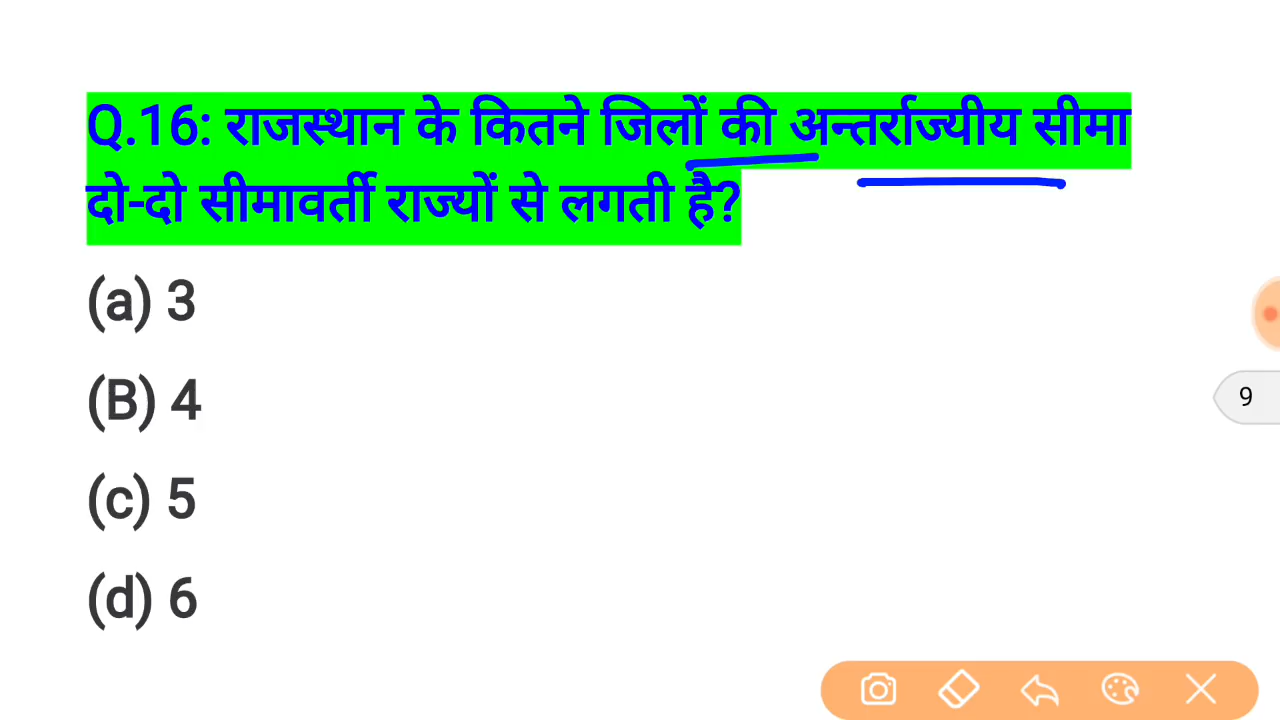 Q.16: राजस्थान के कितने जिलों की अन्तर्राज्यीय सीमा
दो-दो सीमावर्ती राज्यों से लगती है?
(a) 3
(B) 4
(c) 5
(d) 6
9